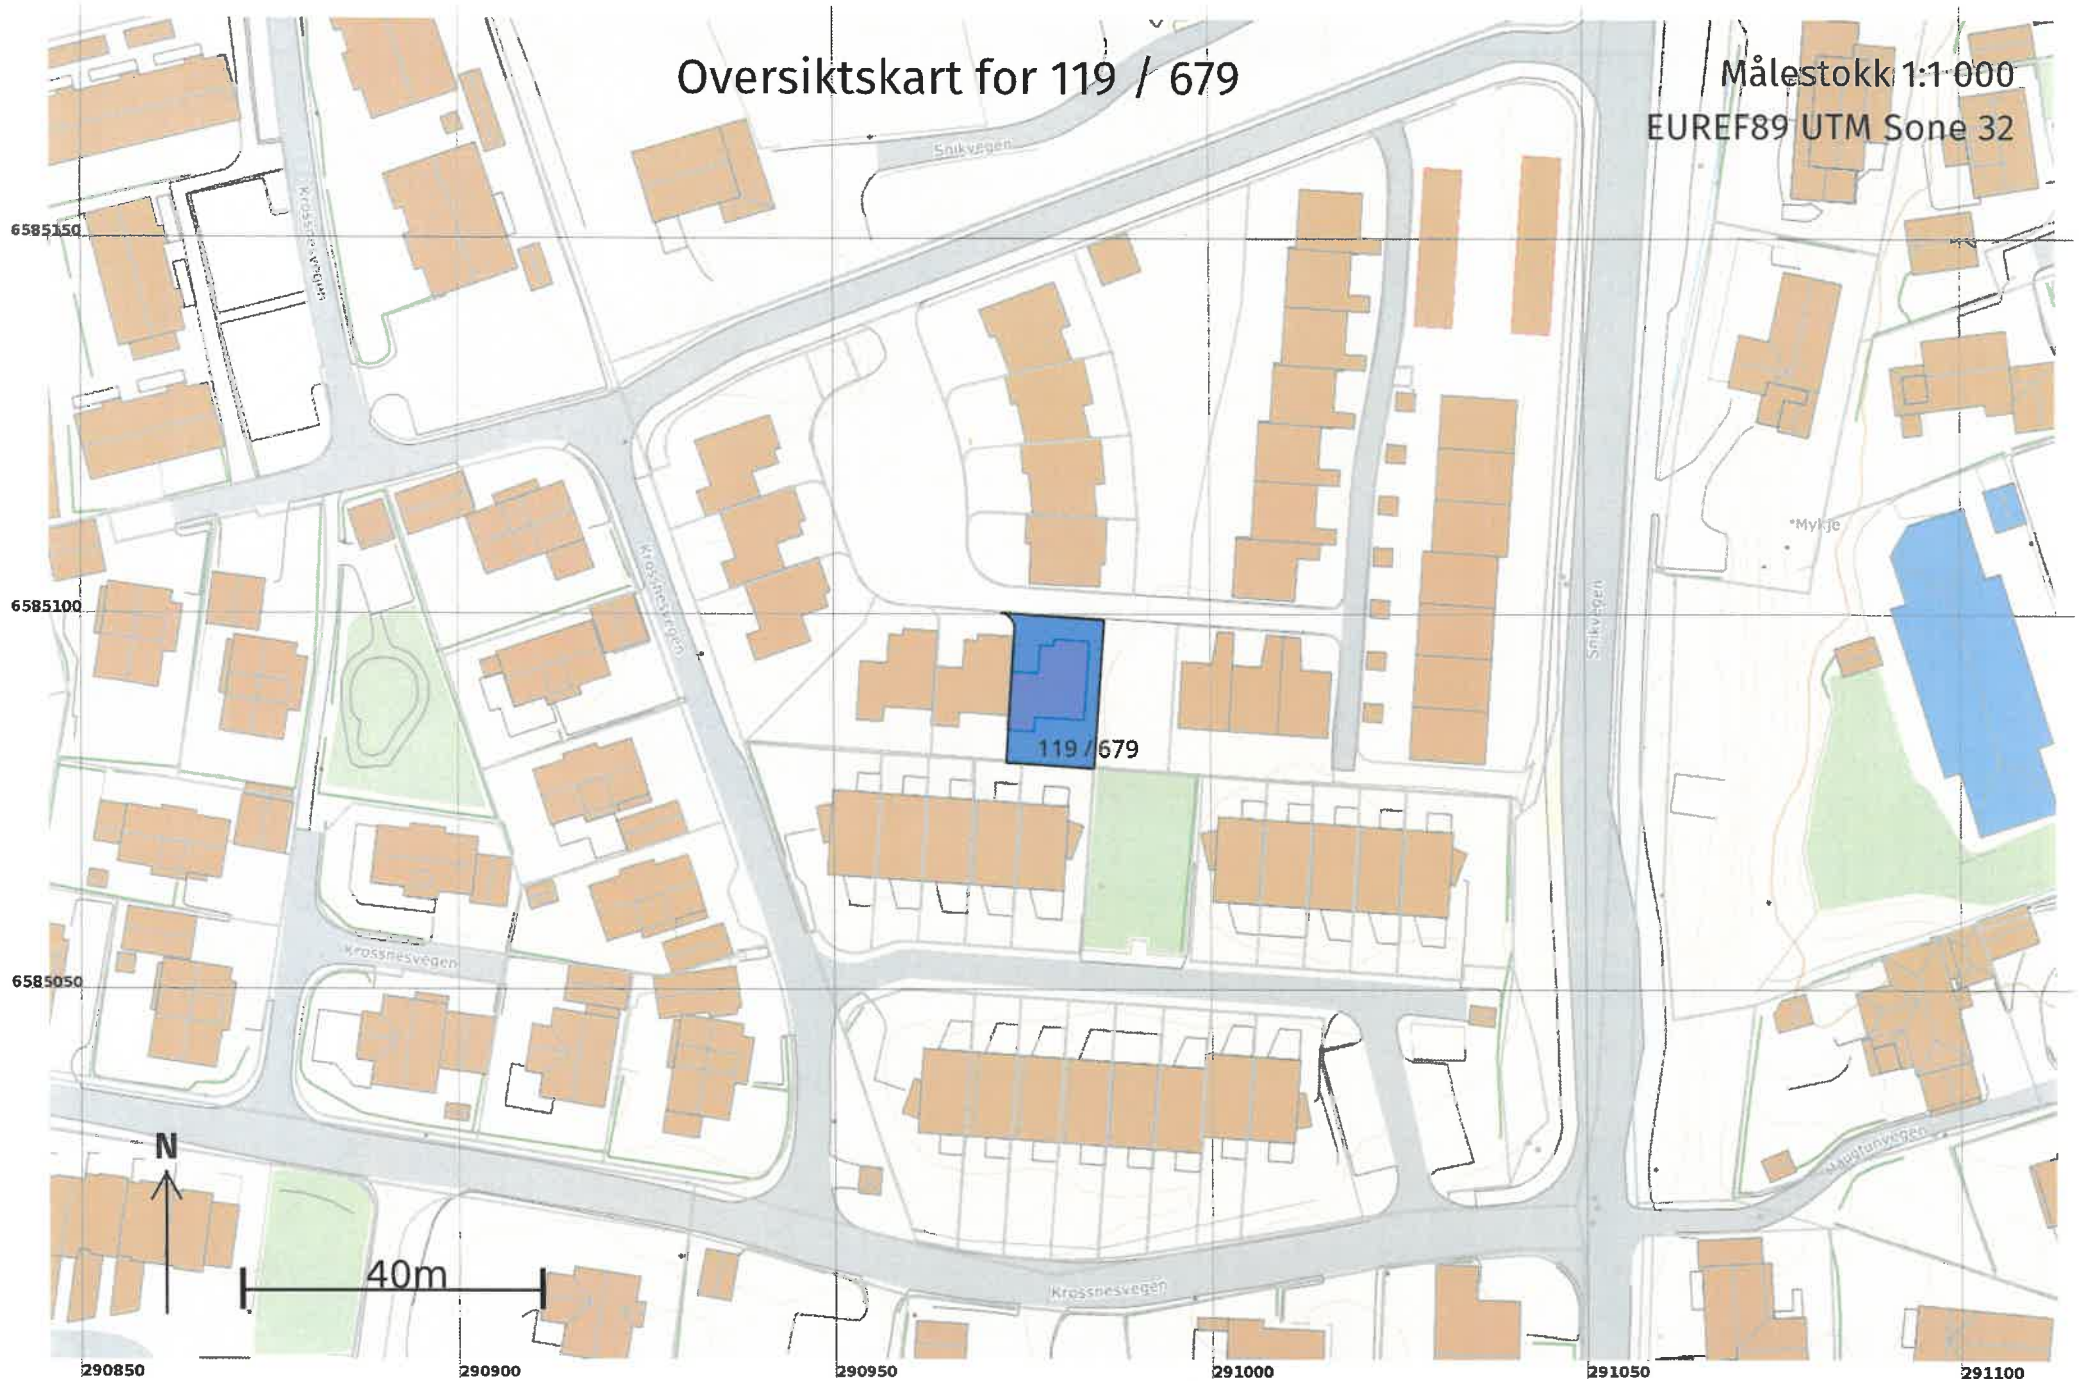 Oversiktskart for 119 / 679
Målestokk 1:1 000
EUREF89 UTM Sone 32
Snikvegen
Krossnesvegen
6585150
Mykje
Krossnesvegen
Snikvegen
6585100
119 / 679
Krossnesvegen
6585050
N
Haugtunvegen
40m
Krossnesvegen
290850
290900
290950
291000
291050
291100